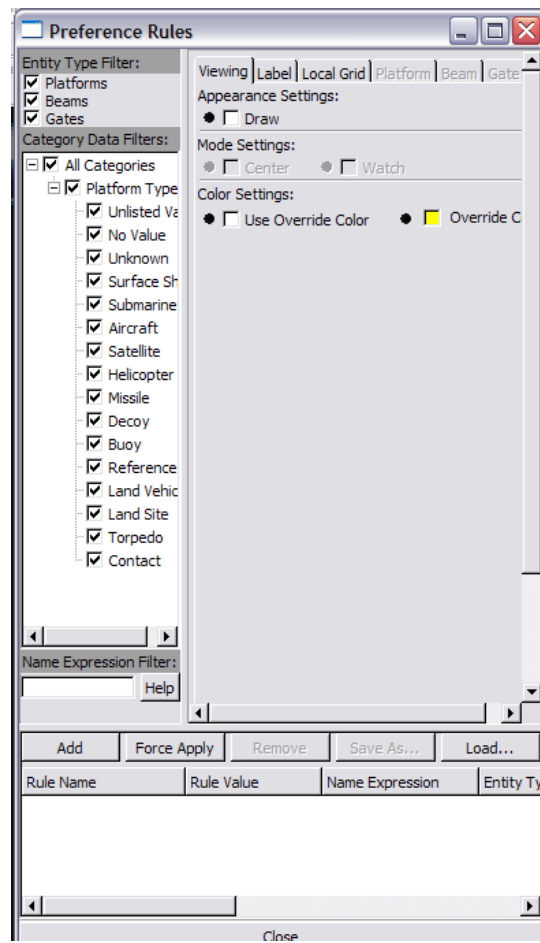 Preference Rules
Entity Type Filter:
Platforms
Beams
Gates
Category Data Filters:
All Categories
Platform Type
Unlisted Va
No Value
Unknown
Surface Sh
Submarine
Aircraft
Satellite
Helicopter
Missile
Decoy
Buoy
Reference
Land Vehic
Land Site
Torpedo
Contact
Name Expression Filter:
Help
Viewing Label Local Grid Platform Beam Gate
Appearance Settings:
Draw
Mode Settings:
Center Watch
Color Settings:
Use Override Color Override C
Add Force Apply Remove Save As... Load...
Rule Name Rule Value Name Expression Entity Ty
Close